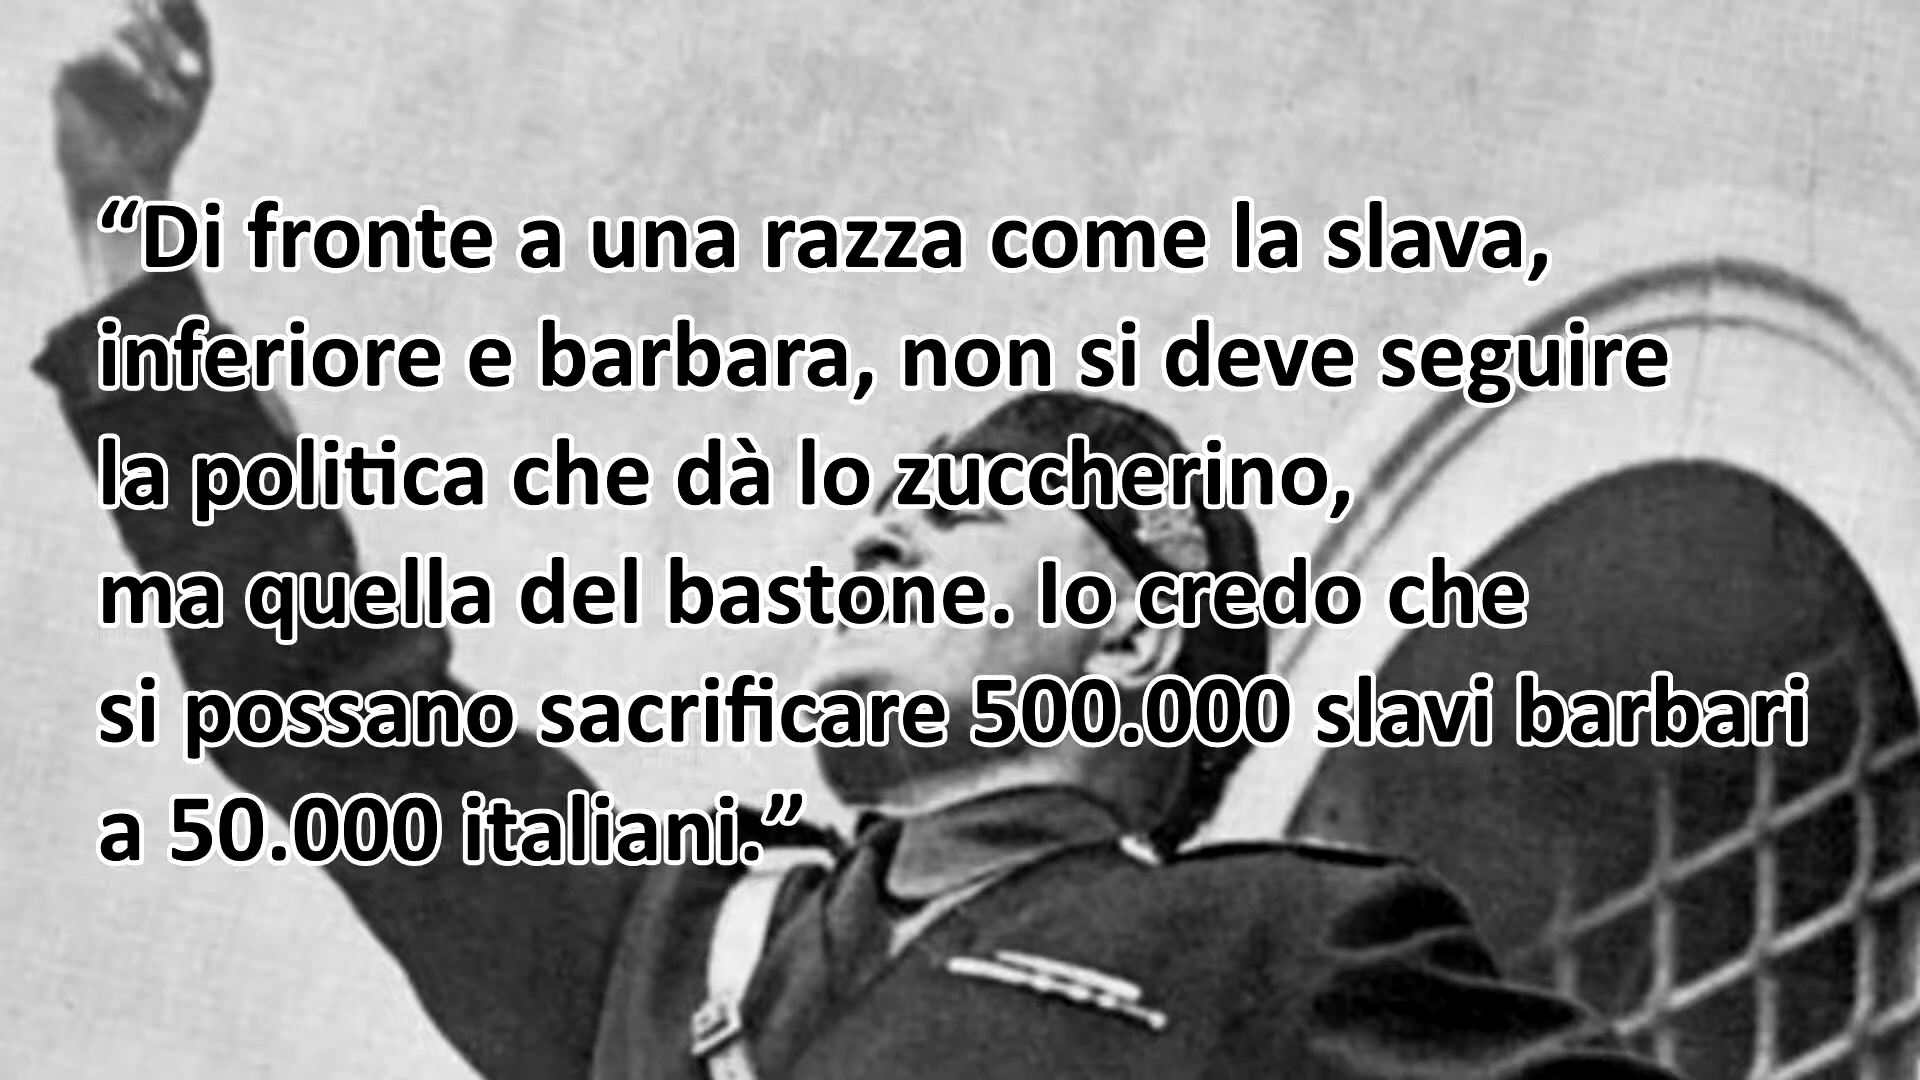 “Di fronte a una razza come la slava,
inferiore e barbara, non si deve seguire
la politica che dà lo zuccherino,
ma quella del bastone. Io credo che
si possano sacrificare 500.000 slavi barbari
a 50.000 italiani.”